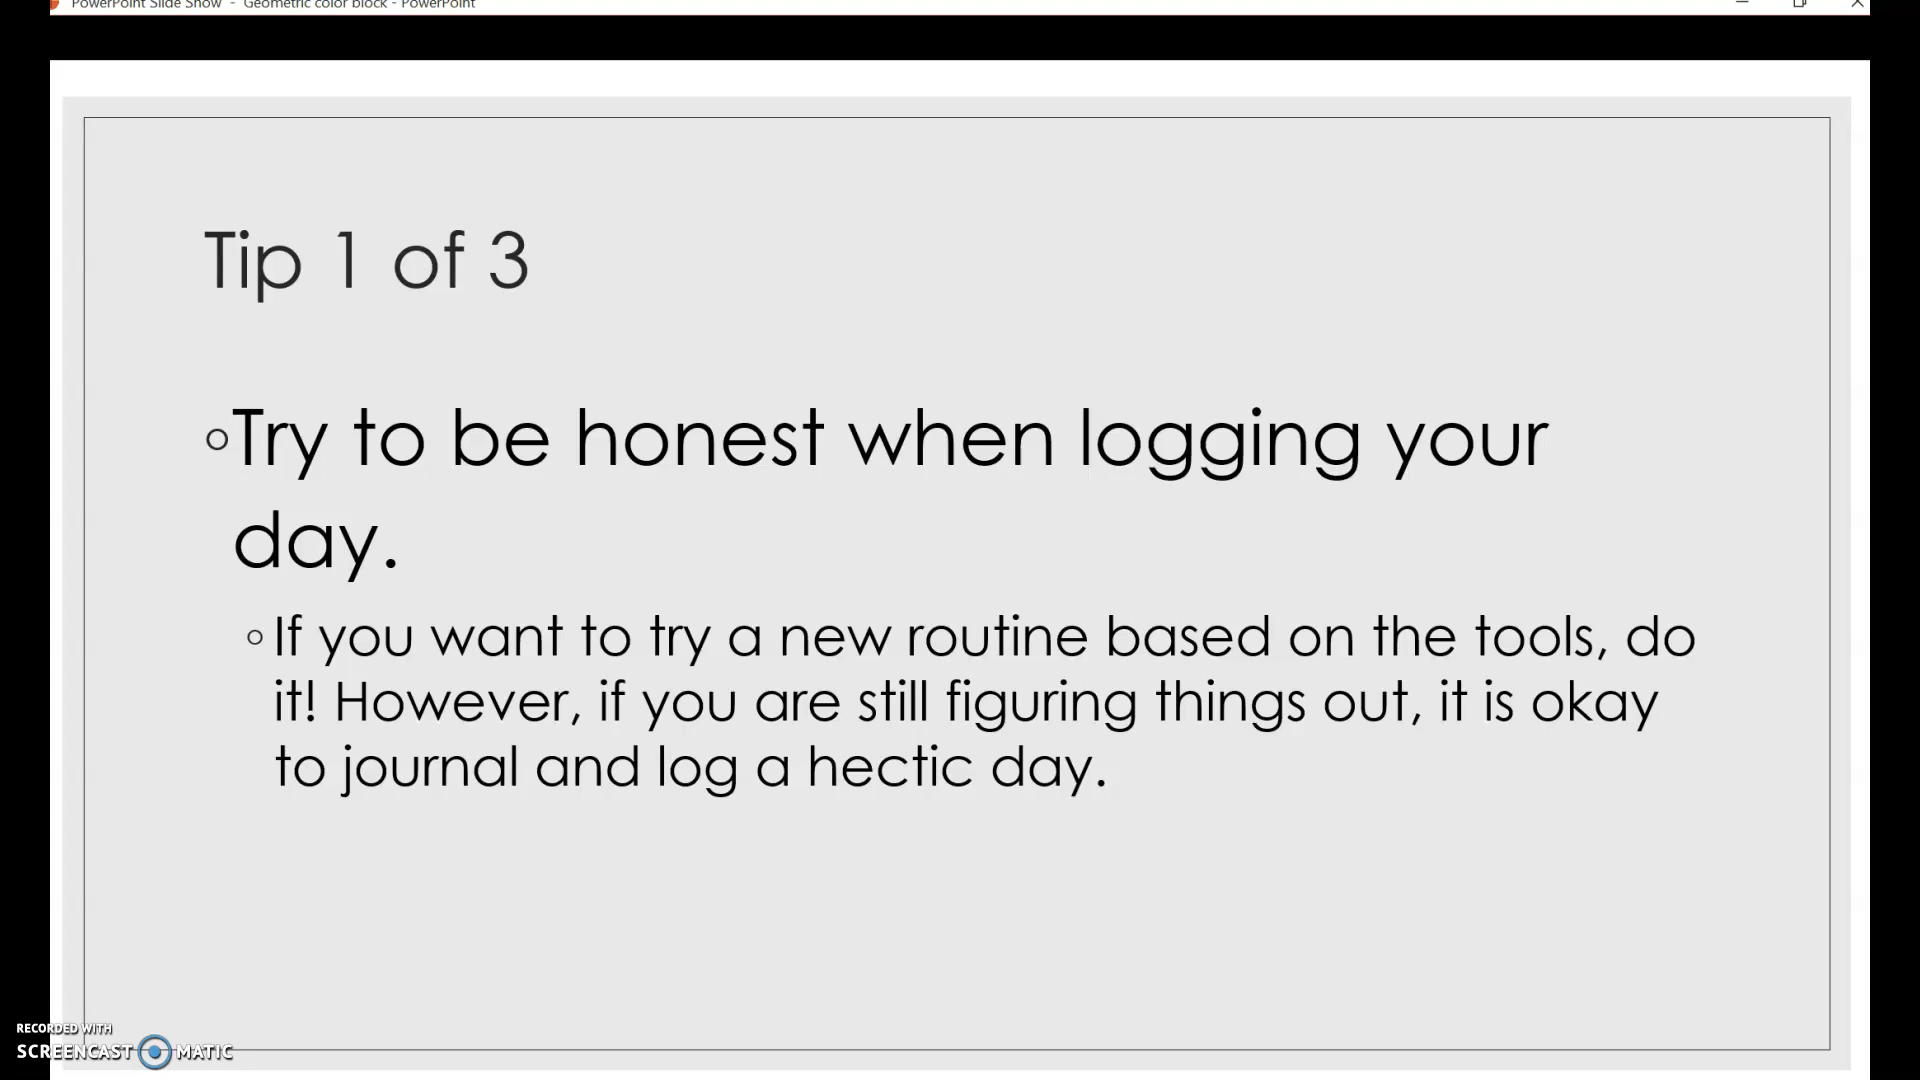 PowerPoint Slide Show - Geometric color block - PowerPoint
Tip 1 of 3
◦Try to be honest when logging your
day.
◦If you want to try a new routine based on the tools, do
it! However, if you are still figuring things out, it is okay
to journal and log a hectic day.
RECORDED WITH
SCREENCAST MATIC